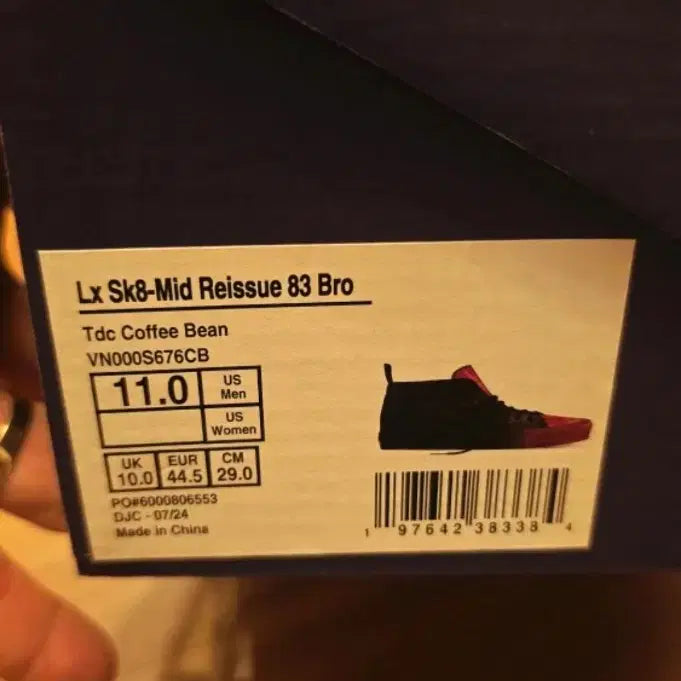 Lx Sk8-Mid Reissue 83 Bro
Tdc Coffee Bean
VN000S676CB
11.0 US Men
US Women
UK 10.0 EUR 44.5 CM 29.0
PO#6000806553
DJC - 07/24
Made in China
1 97642 38338 4